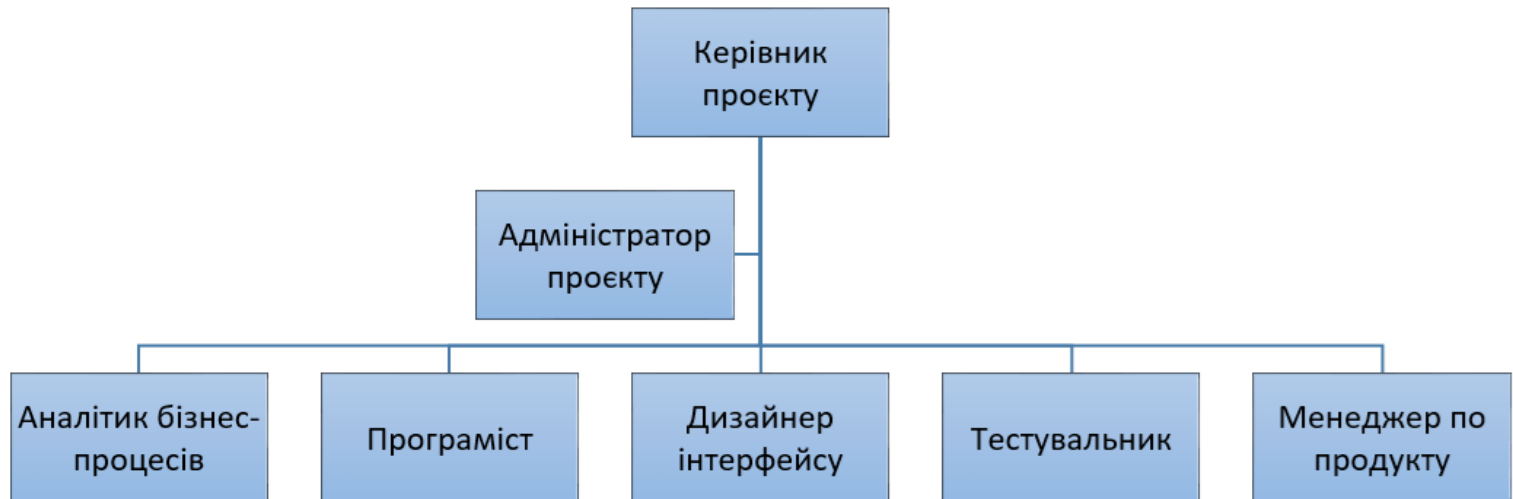 Керівник
проєкту
Адміністратор
проєкту
Аналітик бізнес-
процесів
Програміст
Дизайнер
інтерфейсу
Тестувальник
Менеджер по
продукту